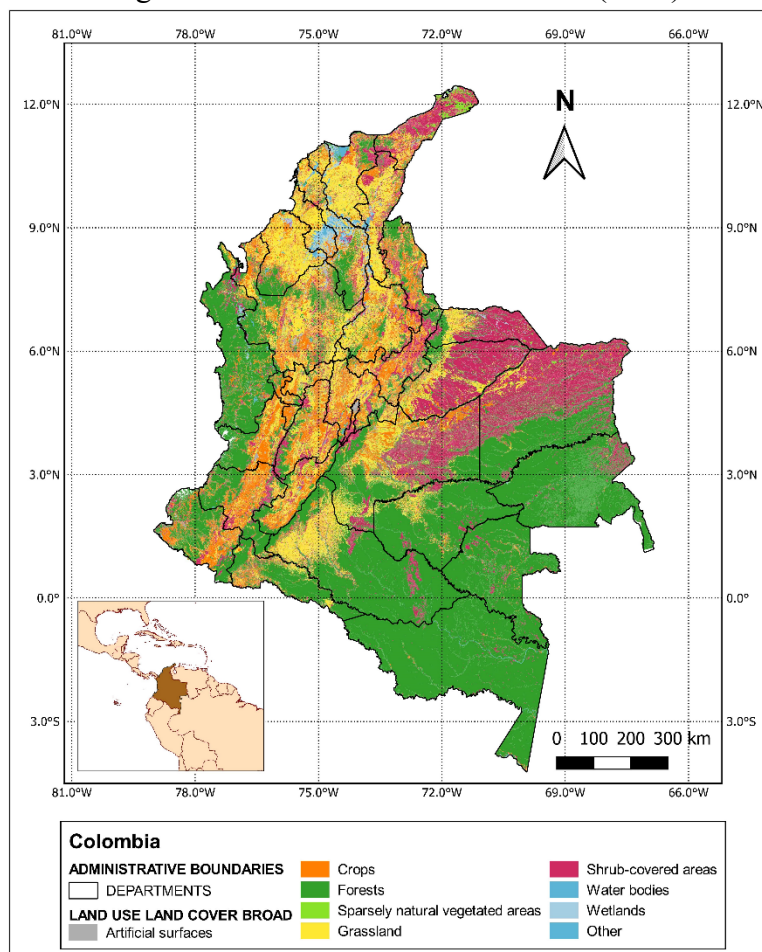 81.0°W 78.0°W 75.0°W 72.0°W 69.0°W 66.0°W
12.0°N 12.0°N
N
9.0°N 9.0°N
6.0°N 6.0°N
3.0°N 3.0°N
0.0° 0.0°
3.0°S 3.0°S
0 100 200 300 km
81.0°W 78.0°W 75.0°W 72.0°W 69.0°W 66.0°W
Colombia
ADMINISTRATIVE BOUNDARIES
DEPARTMENTS
LAND USE LAND COVER BROAD
Artificial surfaces
Crops
Forests
Sparsely natural vegetated areas
Grassland
Shrub-covered areas
Water bodies
Wetlands
Other